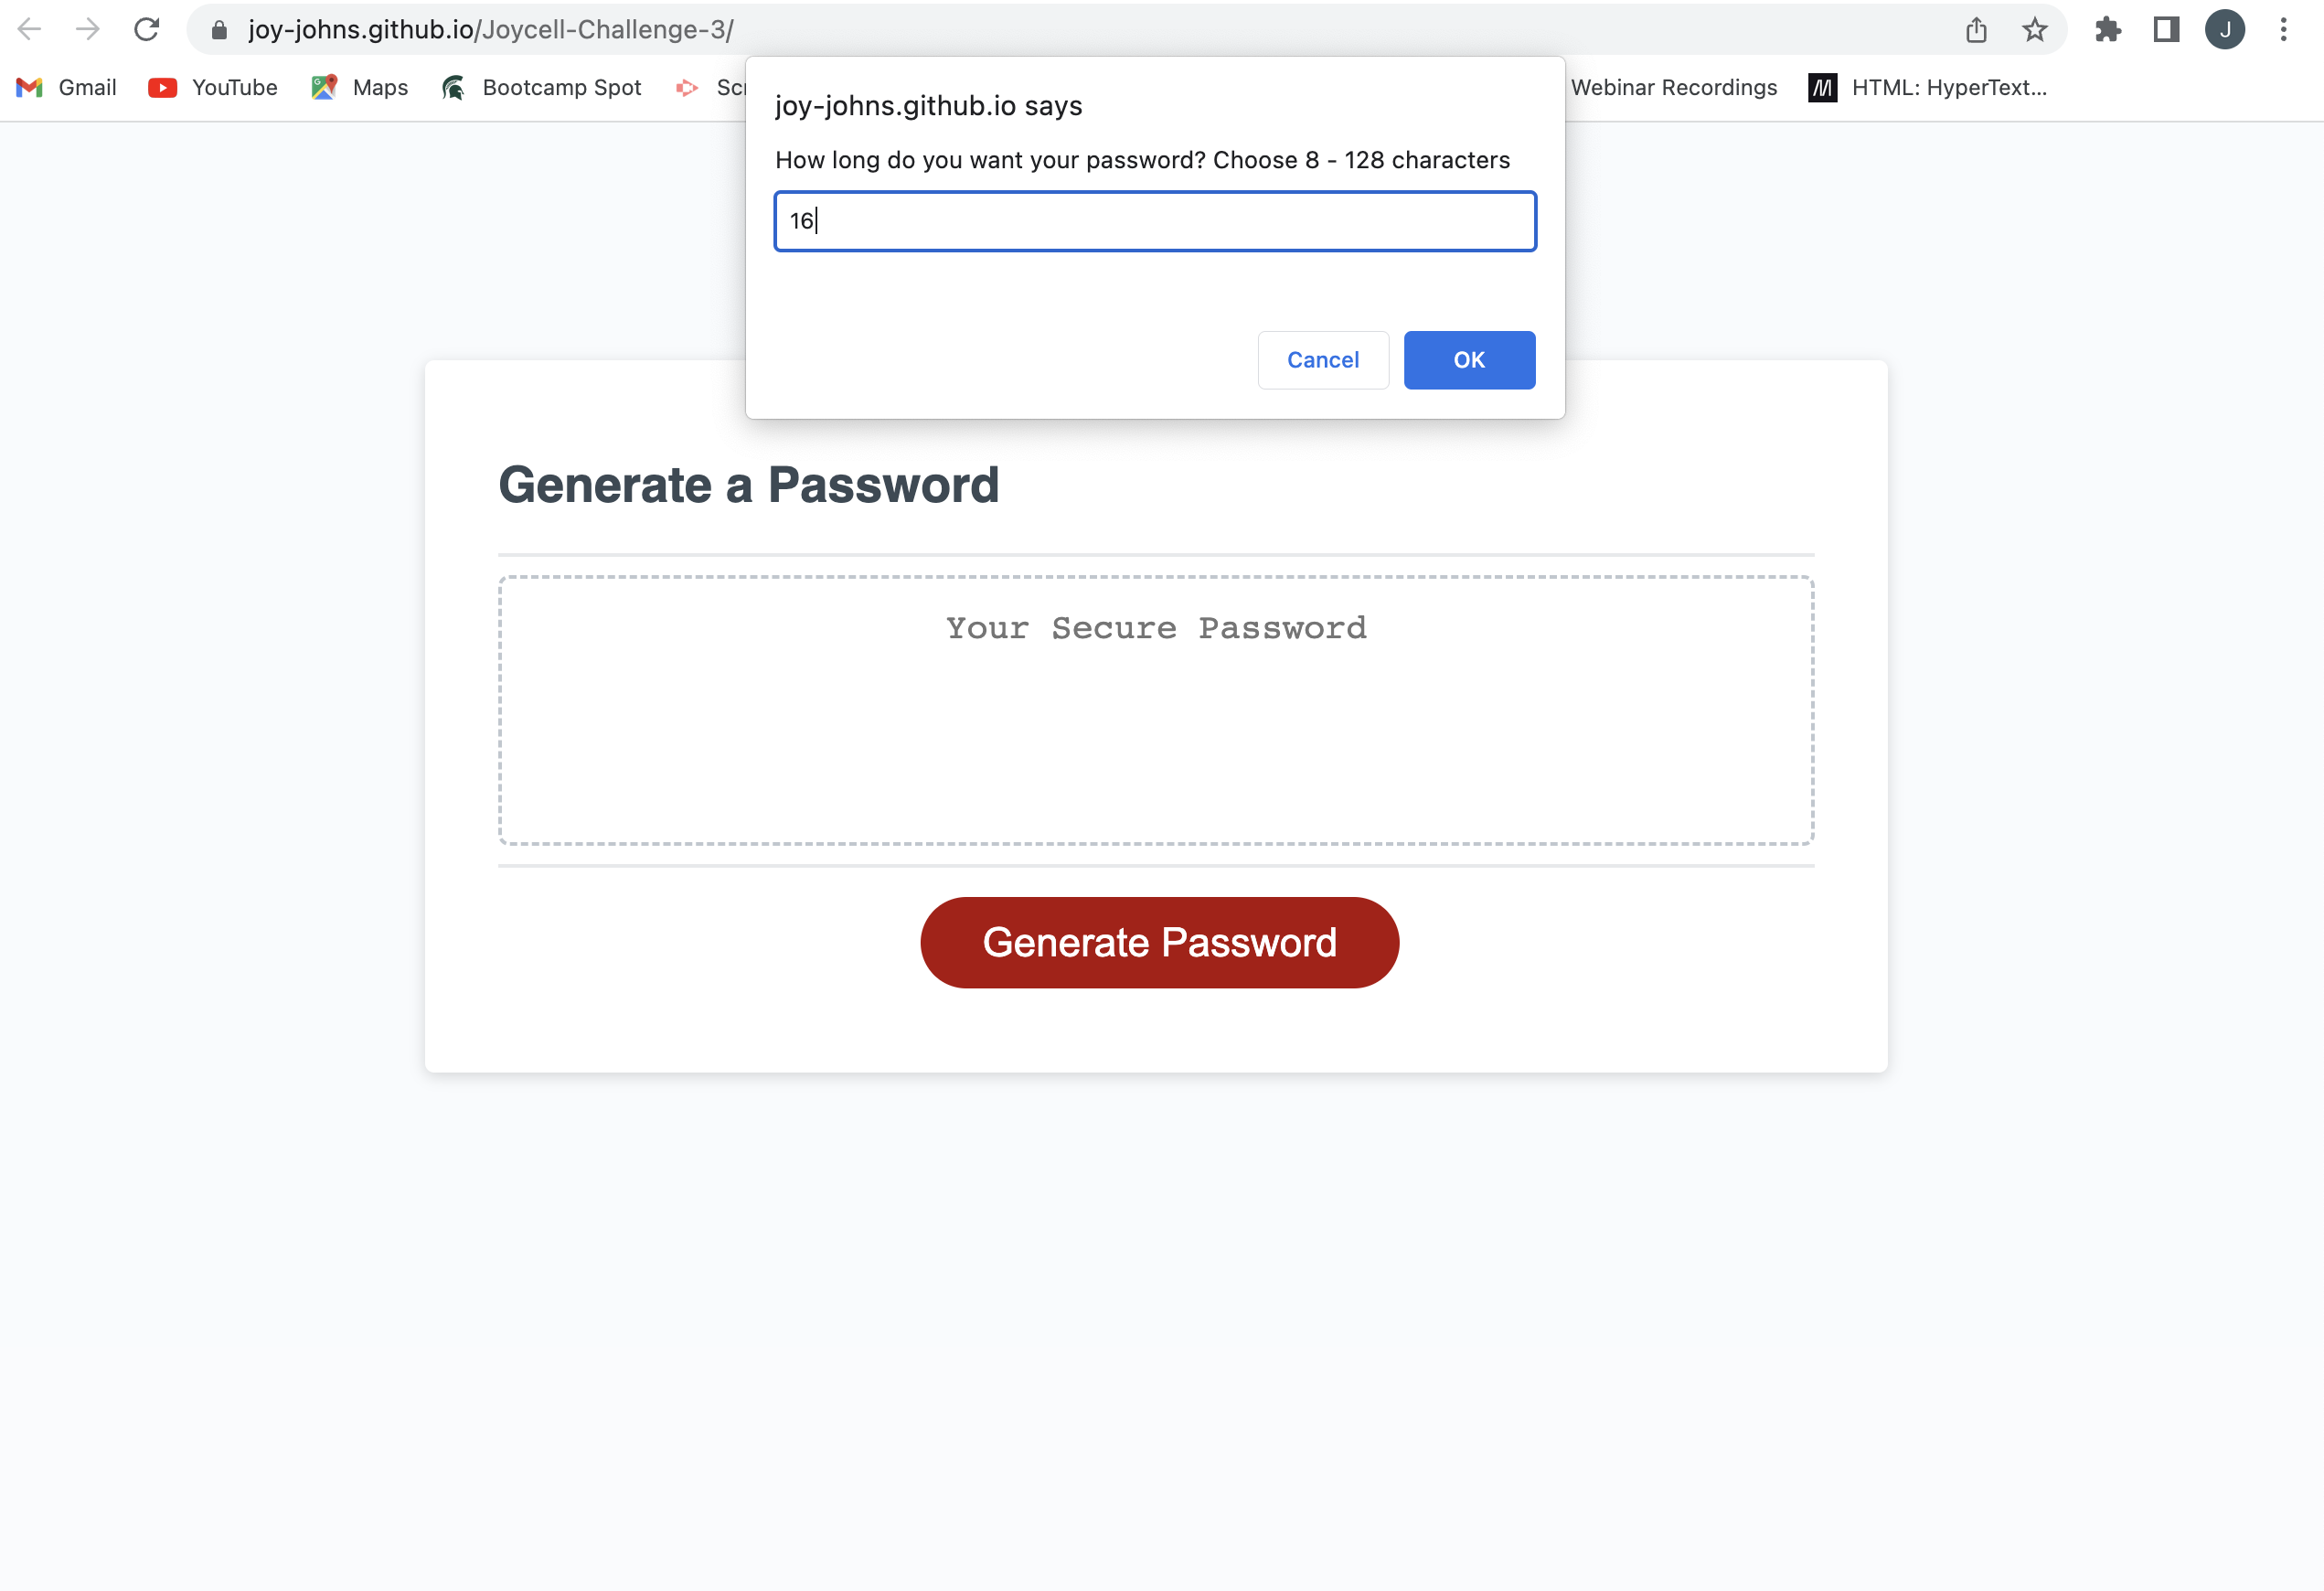 joy-johns.github.io/Joycell-Challenge-3/
J
Gmail YouTube Maps Bootcamp Spot Webinar Recordings HTML: HyperText...
joy-johns.github.io says
How long do you want your password? Choose 8 - 128 characters
16
Cancel OK
Generate a Password
Your Secure Password
Generate Password